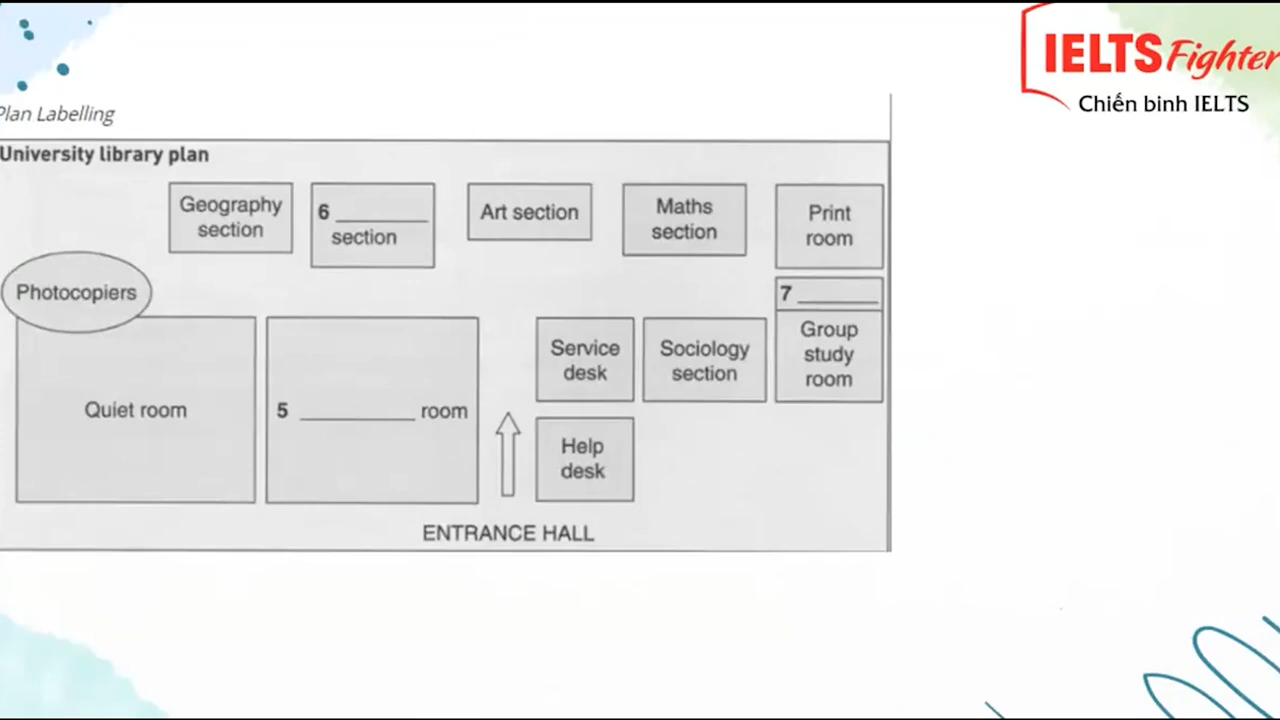 IELTS Fighter
Chiến binh IELTS
Plan Labelling
University library plan
Geography
section
6 ________
section
Art section
Maths
section
Print
room
Photocopiers
7 ________
Group
study
room
Service
desk
Sociology
section
Quiet room
5 ________ room
Help
desk
ENTRANCE HALL